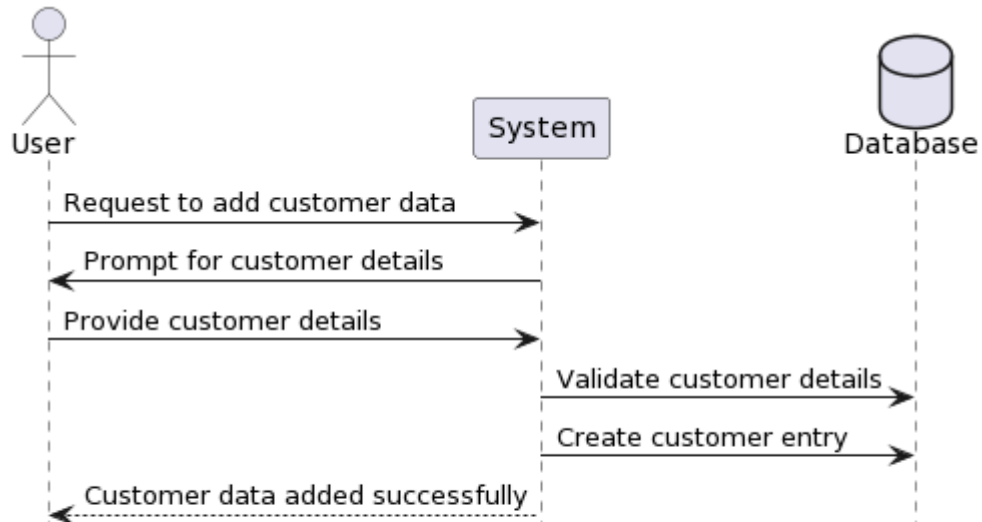 User
System
Database
Request to add customer data
Prompt for customer details
Provide customer details
Validate customer details
Create customer entry
Customer data added successfully